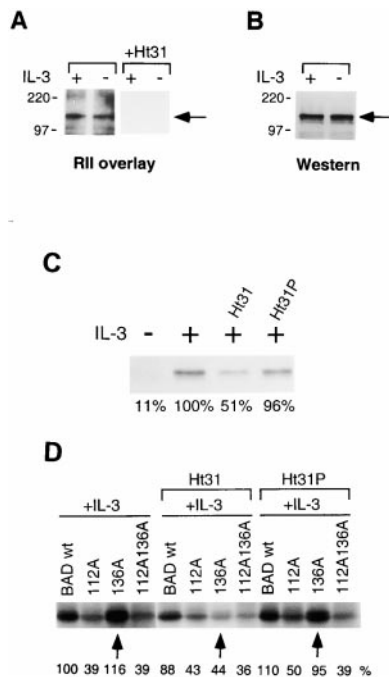 A
B
+Ht31
IL-3 + - + -
IL-3 + -
220-
97-
220-
97-
RII overlay
Western
C
Ht31
Ht31P
IL-3 - + + +
11% 100% 51% 96%
D
Ht31
Ht31P
+IL-3
+IL-3
+IL-3
BAD wt
112A
136A
112A136A
BAD wt
112A
136A
112A136A
BAD wt
112A
136A
112A136A
100 39 116 39 88 43 44 36 110 50 95 39 %